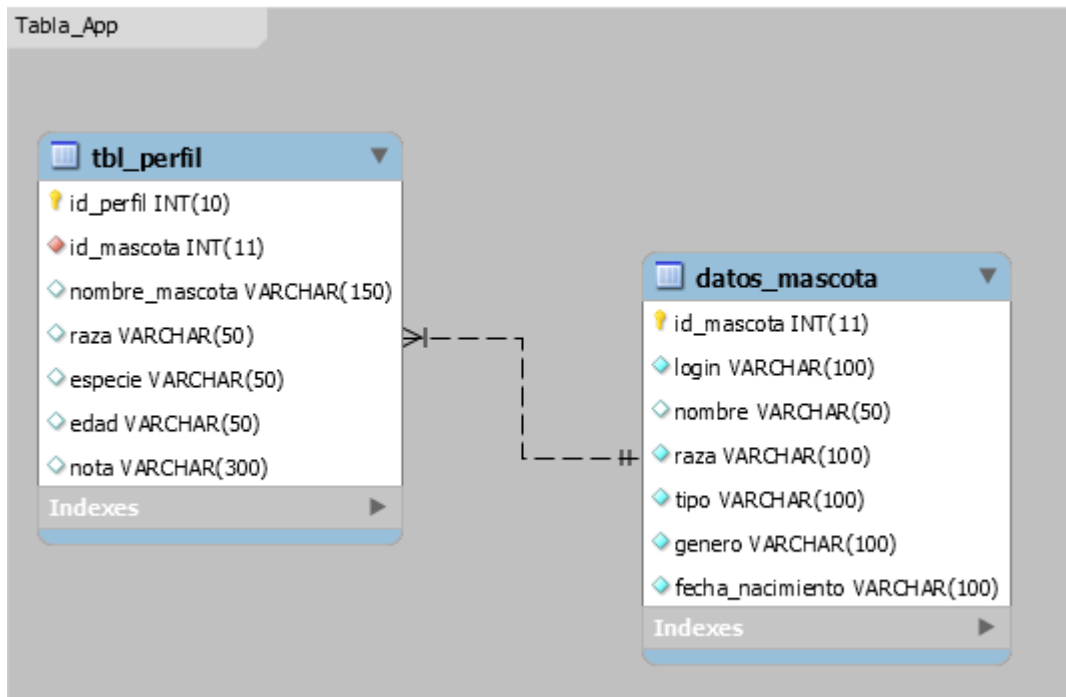 Tabla_App
tbl_perfil
id_perfil INT(10)
id_mascota INT(11)
nombre_mascota VARCHAR(150)
raza VARCHAR(50)
especie VARCHAR(50)
edad VARCHAR(50)
nota VARCHAR(300)
Indexes
datos_mascota
id_mascota INT(11)
login VARCHAR(100)
nombre VARCHAR(50)
raza VARCHAR(100)
tipo VARCHAR(100)
genero VARCHAR(100)
fecha_nacimiento VARCHAR(100)
Indexes